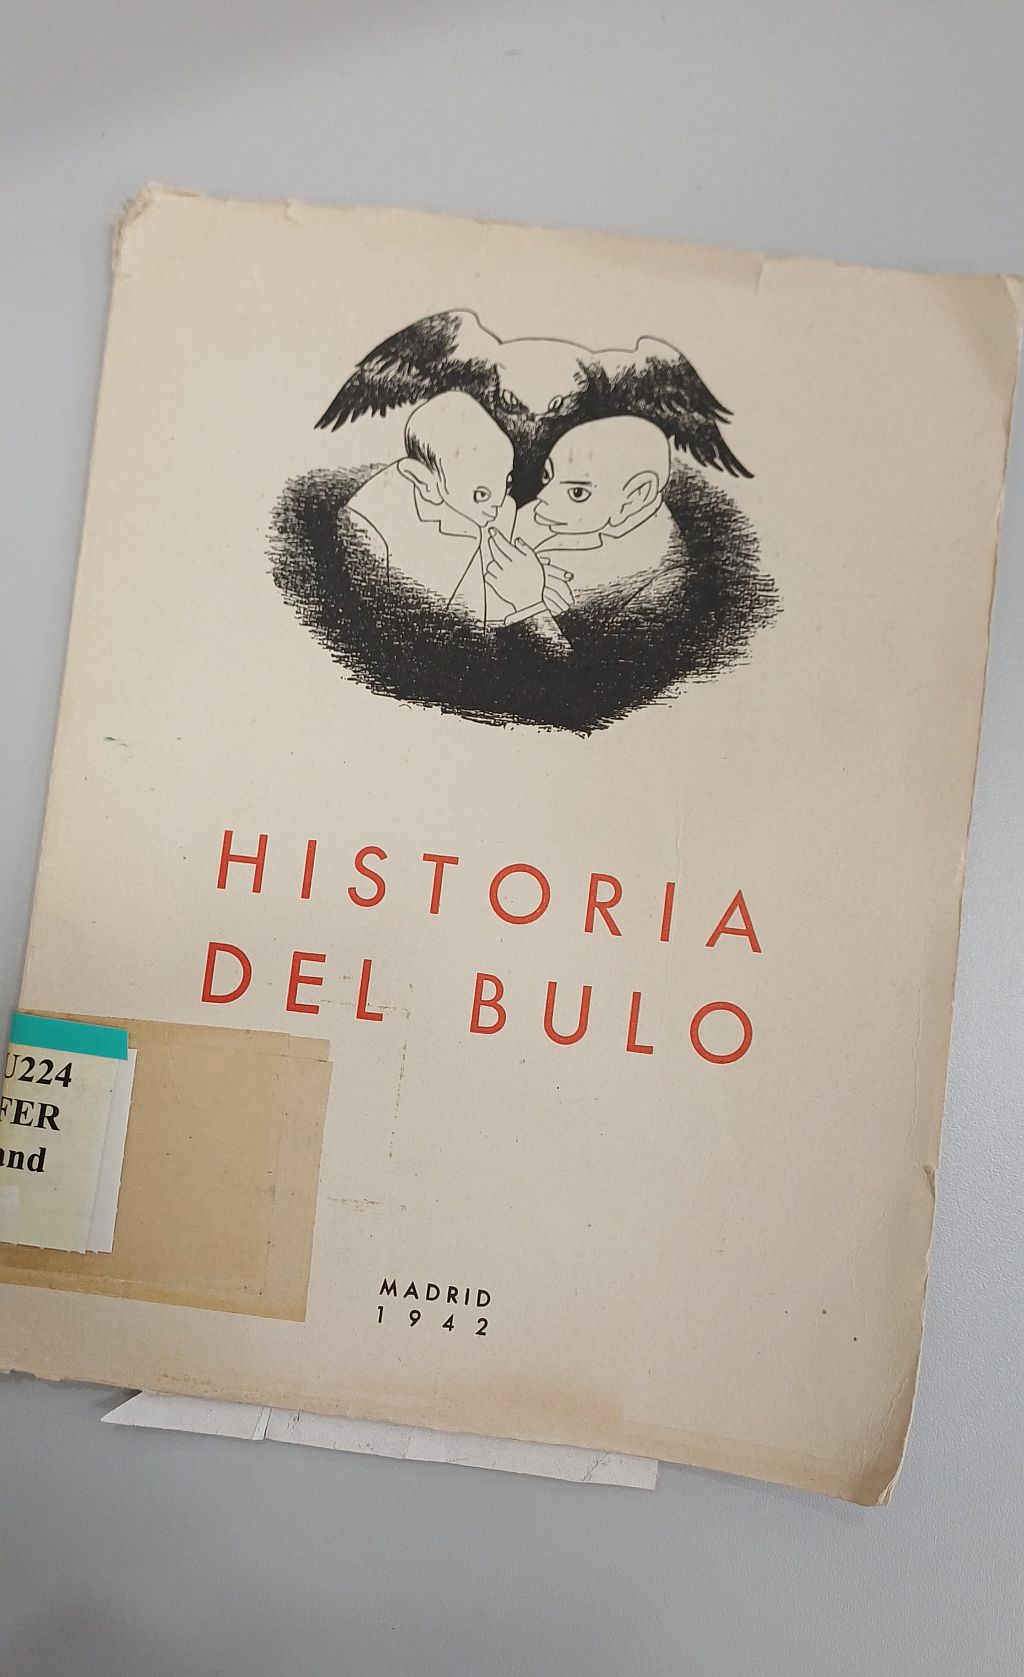 HISTORIA
DEL BULO
U224
FER
and
MADRID
1942